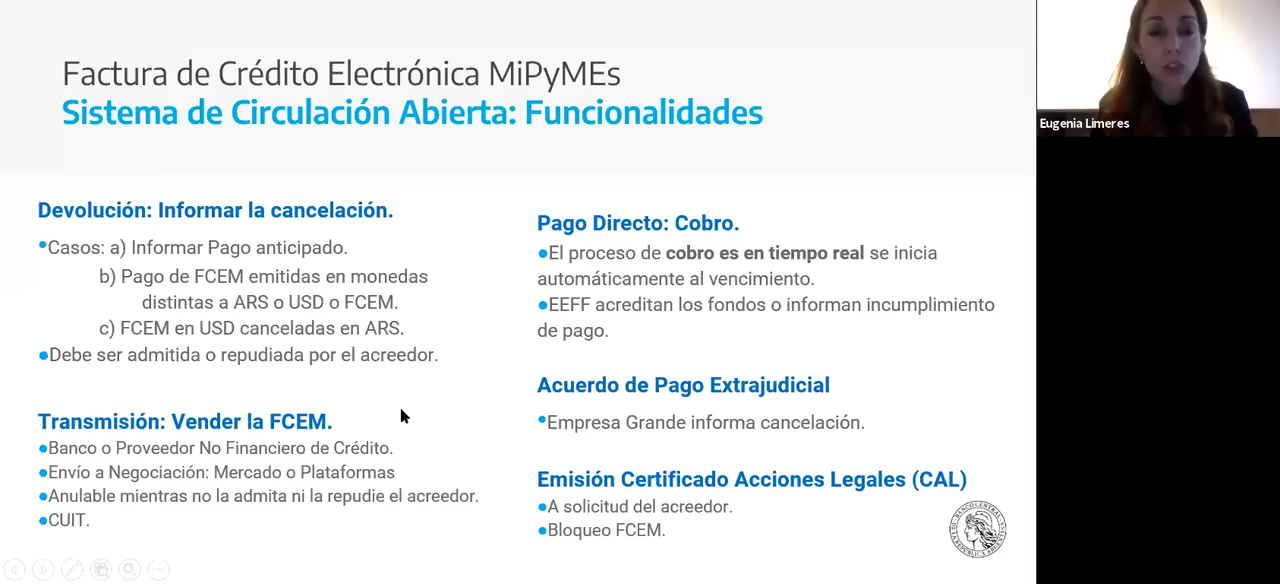 Factura de Crédito Electrónica MiPyMEs
Sistema de Circulación Abierta: Funcionalidades
Devolución: Informar la cancelación.
•Casos: a) Informar Pago anticipado.
b) Pago de FCEM emitidas en monedas
distintas a ARS o USD o FCEM.
c) FCEM en USD canceladas en ARS.
●Debe ser admitida o repudiada por el acreedor.
Transmisión: Vender la FCEM.
●Banco o Proveedor No Financiero de Crédito.
●Envío a Negociación: Mercado o Plataformas
●Anulable mientras no la admita ni la repudie el acreedor.
●CUIT.
Pago Directo: Cobro.
●El proceso de cobro es en tiempo real se inicia
automáticamente al vencimiento.
●EEFF acreditan los fondos o informan incumplimiento
de pago.
Acuerdo de Pago Extrajudicial
•Empresa Grande informa cancelación.
Emisión Certificado Acciones Legales (CAL)
●A solicitud del acreedor.
●Bloqueo FCEM.
BANCO CENTRAL
Eugenia Limeres